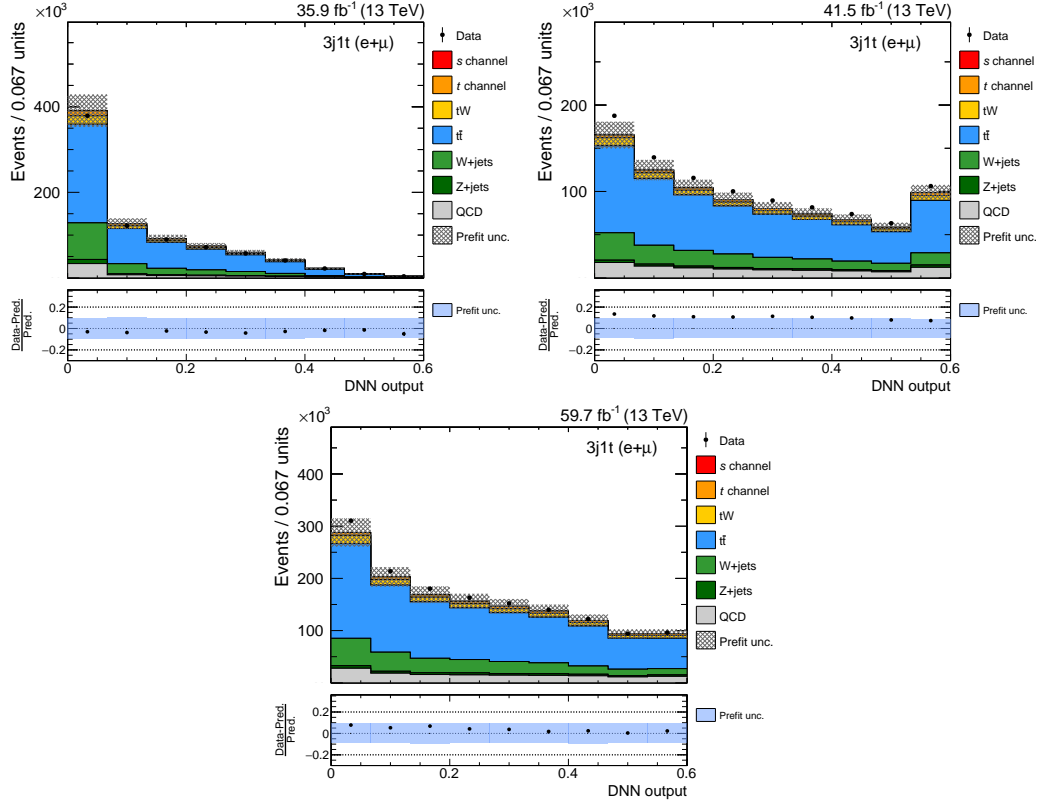 ×10³ 35.9 fb⁻¹ (13 TeV)
3j1t (e+μ)
Events / 0.067 units
400
200
Data
s channel
t channel
tW
tt̄
W+jets
Z+jets
QCD
Prefit unc.
Data-Pred.
Pred.
0.2
0
−0.2
Prefit unc.
0 0.2 0.4 0.6
DNN output
×10³ 41.5 fb⁻¹ (13 TeV)
3j1t (e+μ)
Events / 0.067 units
200
100
Data
s channel
t channel
tW
tt̄
W+jets
Z+jets
QCD
Prefit unc.
Data-Pred.
Pred.
0.2
0
−0.2
Prefit unc.
0 0.2 0.4 0.6
DNN output
×10³ 59.7 fb⁻¹ (13 TeV)
3j1t (e+μ)
Events / 0.067 units
400
300
200
100
Data
s channel
t channel
tW
tt̄
W+jets
Z+jets
QCD
Prefit unc.
Data-Pred.
Pred.
0.2
0
−0.2
Prefit unc.
0 0.2 0.4 0.6
DNN output